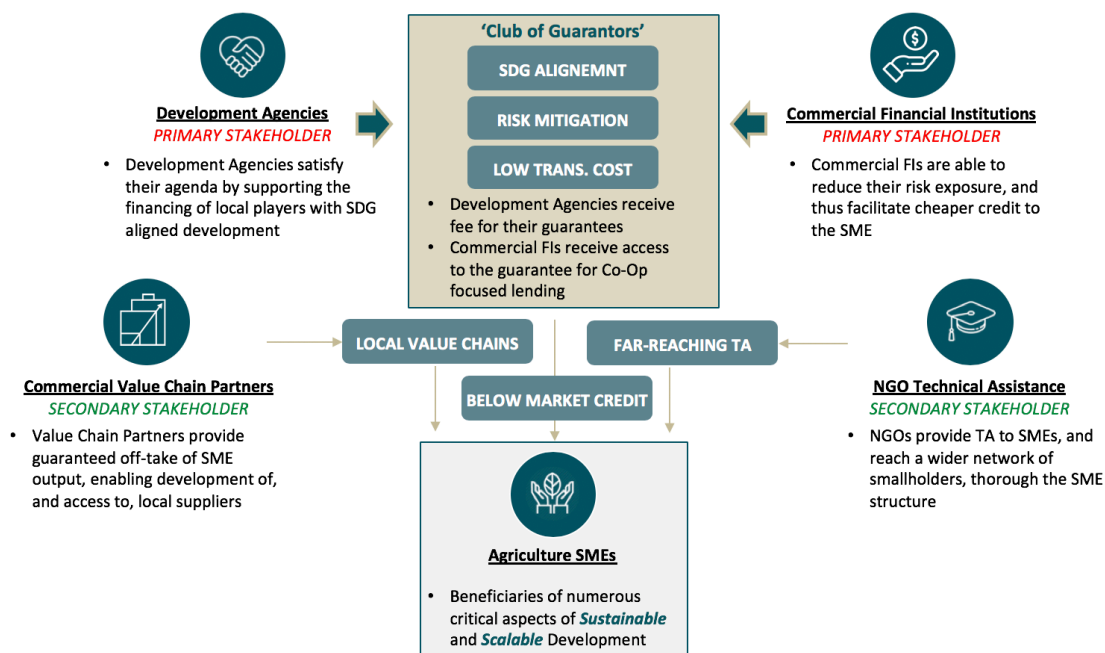 ‘Club of Guarantors’
SDG ALIGNEMNT
RISK MITIGATION
LOW TRANS. COST
• Development Agencies receive
fee for their guarantees
• Commercial FIs receive access
to the guarantee for Co-Op
focused lending
Development Agencies
PRIMARY STAKEHOLDER
• Development Agencies satisfy
their agenda by supporting the
financing of local players with SDG
aligned development
$
Commercial Financial Institutions
PRIMARY STAKEHOLDER
• Commercial FIs are able to
reduce their risk exposure, and
thus facilitate cheaper credit to
the SME
LOCAL VALUE CHAINS
FAR-REACHING TA
BELOW MARKET CREDIT
Commercial Value Chain Partners
SECONDARY STAKEHOLDER
• Value Chain Partners provide
guaranteed off-take of SME
output, enabling development of,
and access to, local suppliers
NGO Technical Assistance
SECONDARY STAKEHOLDER
• NGOs provide TA to SMEs, and
reach a wider network of
smallholders, thorough the SME
structure
Agriculture SMEs
• Beneficiaries of numerous
critical aspects of Sustainable
and Scalable Development